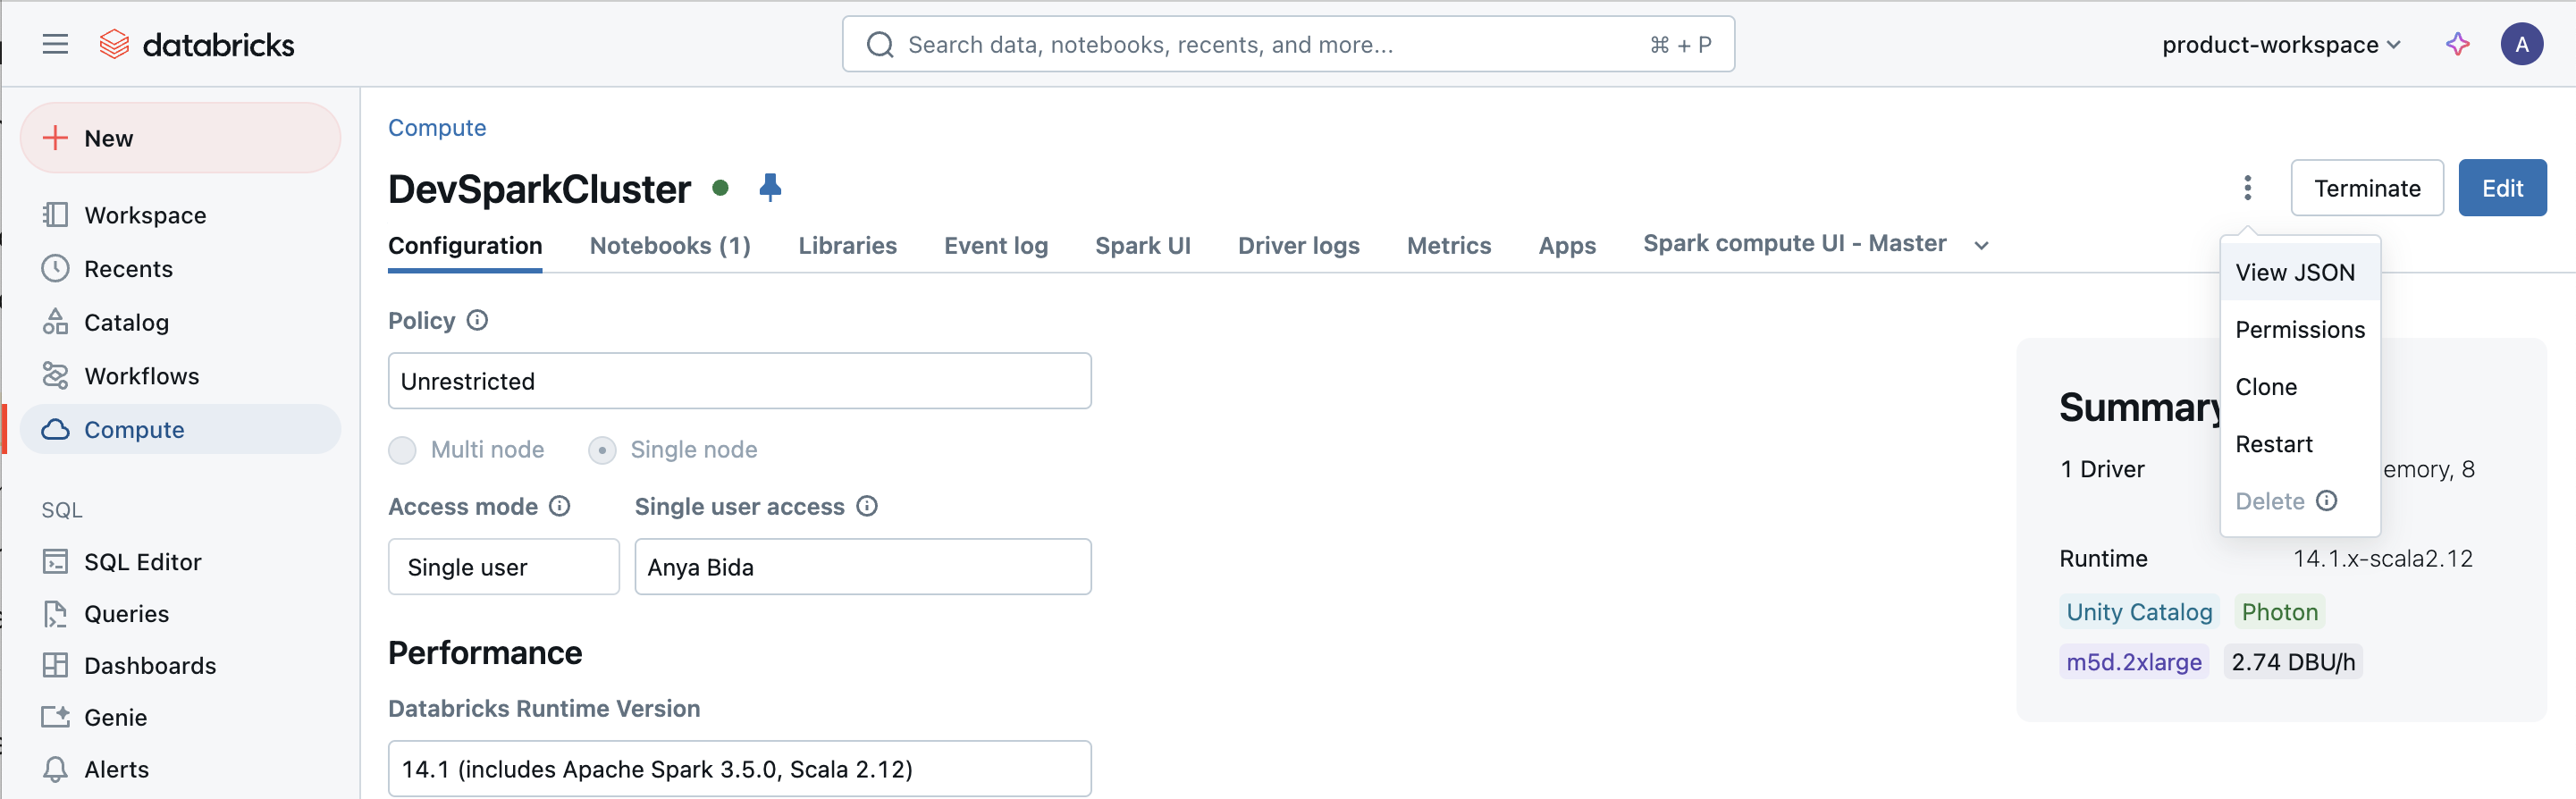 databricks
Search data, notebooks, recents, and more...
⌘ + P
product-workspace
A
New
Workspace
Recents
Catalog
Workflows
Compute
SQL
SQL Editor
Queries
Dashboards
Genie
Alerts
Compute
DevSparkCluster
Terminate
Edit
Configuration
Notebooks (1)
Libraries
Event log
Spark UI
Driver logs
Metrics
Apps
Spark compute UI - Master
View JSON
Permissions
Clone
Restart
Delete
Policy
Unrestricted
Multi node
Single node
Access mode
Single user access
Single user
Anya Bida
Performance
Databricks Runtime Version
14.1 (includes Apache Spark 3.5.0, Scala 2.12)
Summary
1 Driver
emory, 8
Runtime
14.1.x-scala2.12
Unity Catalog
Photon
m5d.2xlarge
2.74 DBU/h